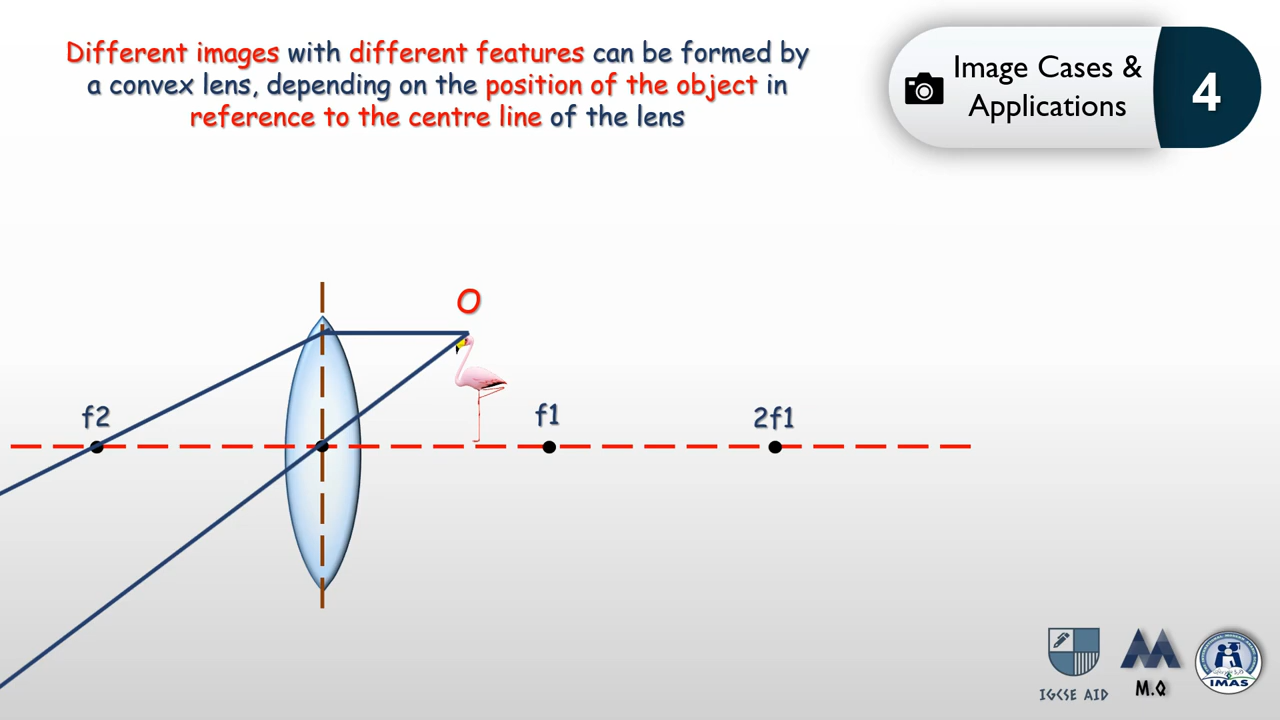 Different images with different features can be formed by
a convex lens, depending on the position of the object in
reference to the centre line of the lens
Image Cases &
Applications
4
O
f2
f1
2f1
IGCSE AID
M.Q
IMAS